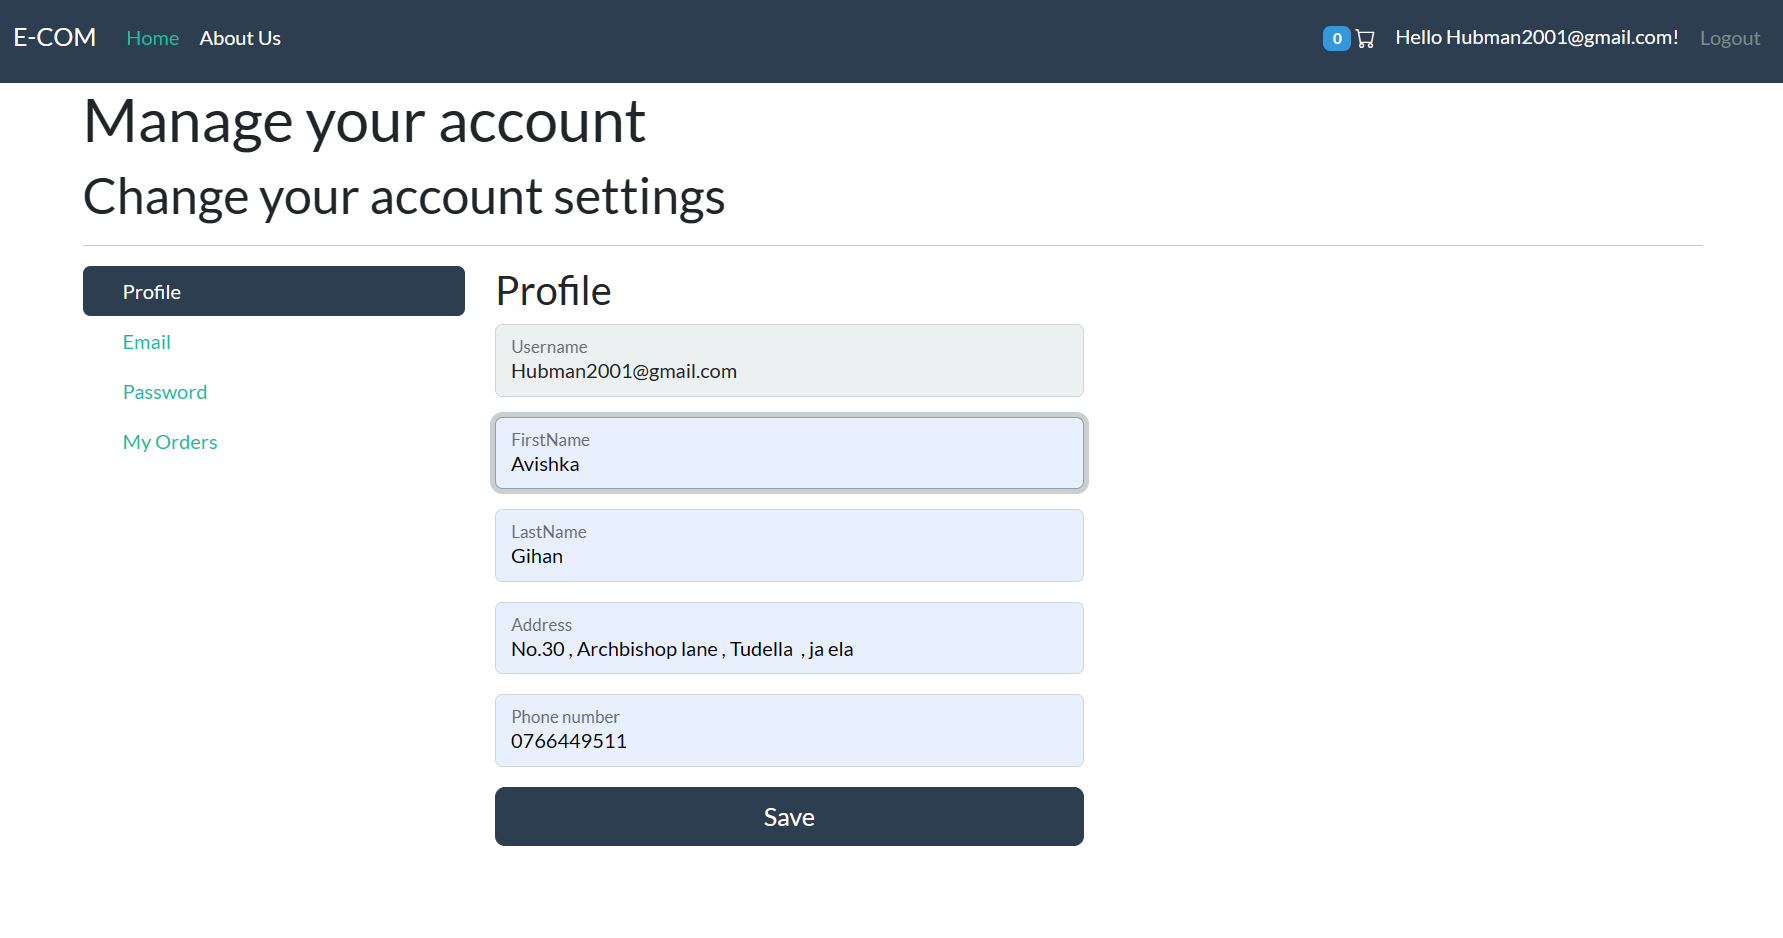 E-COM Home About Us 0 Hello Hubman2001@gmail.com! Logout
Manage your account
Change your account settings
Profile
Email
Password
My Orders
Profile
Username
Hubman2001@gmail.com
FirstName
Avishka
LastName
Gihan
Address
No.30 , Archbishop lane , Tudella  , ja ela
Phone number
0766449511
Save